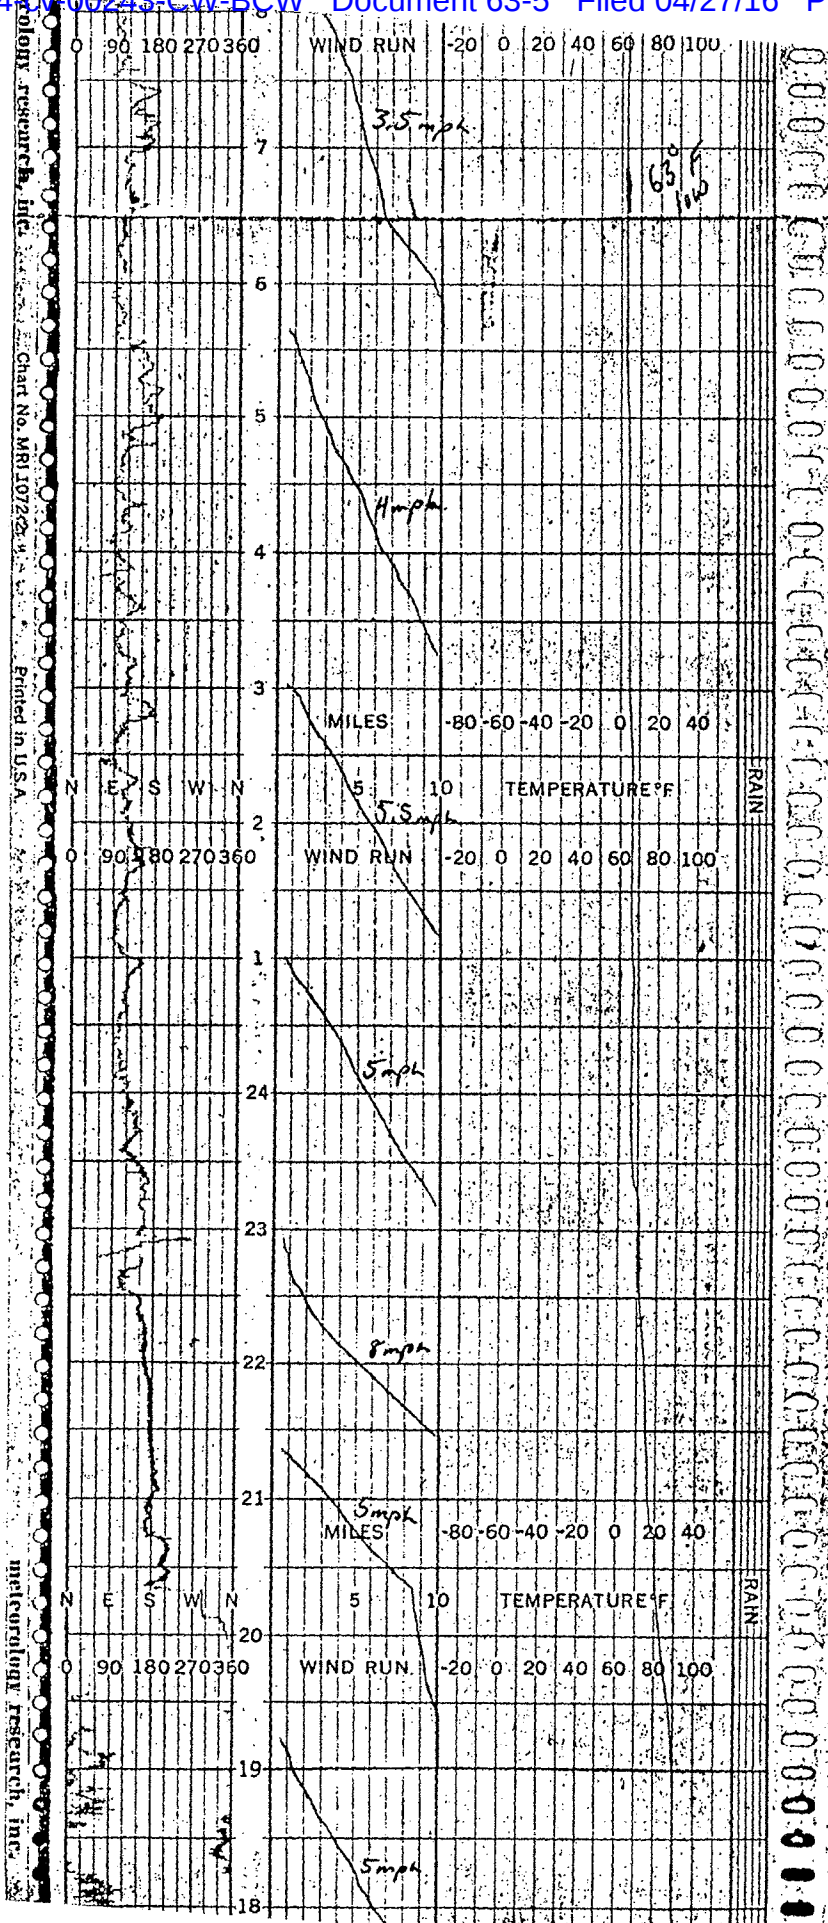 4-cv-00243-CW-BCW Document 63-5 Filed 04/27/16 P
8
0 90 180 270 360 WIND RUN -20 0 20 40 60 80 100
3.5 mph
7
63° F
low
6
5
4 mph
4
3
MILES -80 -60 -40 -20 0 20 40
N E S W N 5 10 TEMPERATURE °F RAIN
5.5 mph
2
0 90 180 270 360 WIND RUN -20 0 20 40 60 80 100
1
5 mph
24
23
8 mph
22
21
5 mph
MILES -80 -60 -40 -20 0 20 40
N E S W N 5 10 TEMPERATURE °F RAIN
20
0 90 180 270 360 WIND RUN -20 0 20 40 60 80 100
19
5 mph
18
rology research, inc.
Chart No. MRI 1072
Printed in U.S.A.
meteorology research, inc.